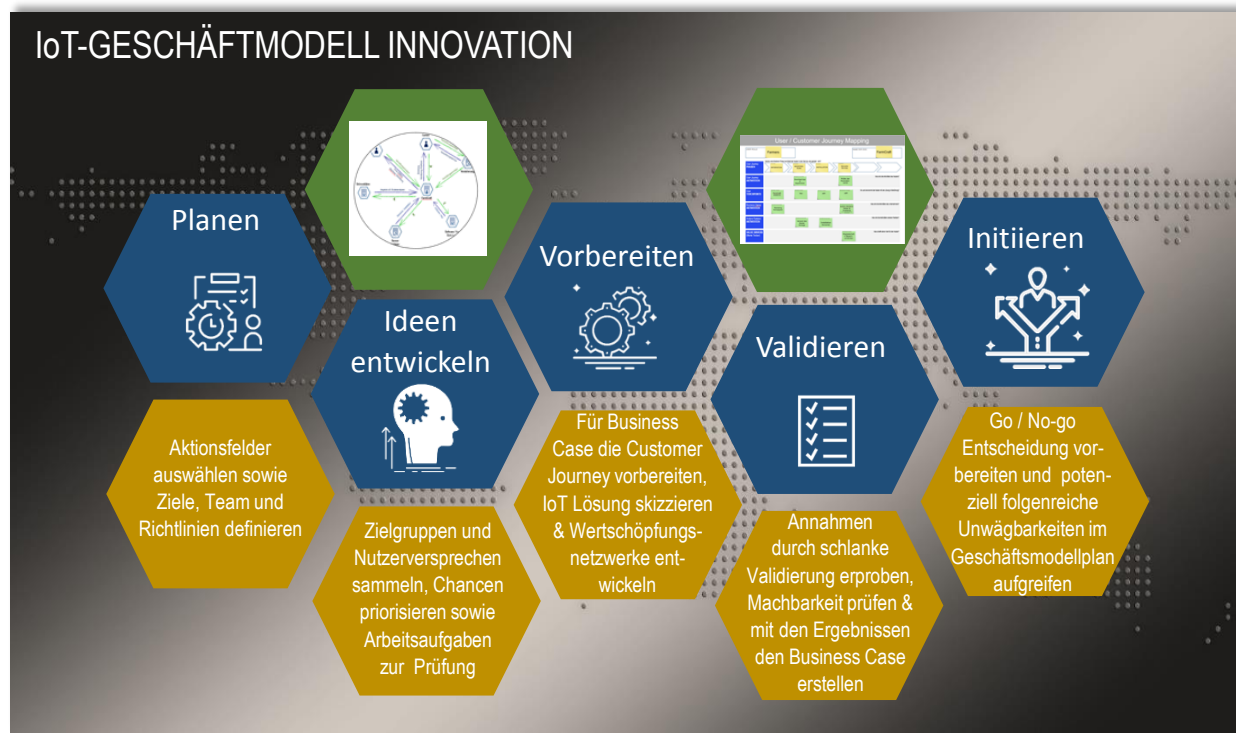 IoT-GESCHÄFTMODELL INNOVATION
User / Customer Journey Mapping
Planen
Ideen
entwickeln
Vorbereiten
Validieren
Initiieren
Aktionsfelder
auswählen sowie
Ziele, Team und
Richtlinien definieren
Zielgruppen und
Nutzerversprechen
sammeln, Chancen
priorisieren sowie
Arbeitsaufgaben
zur Prüfung
Für Business
Case die Customer
Journey vorbereiten,
IoT Lösung skizzieren
& Wertschöpfungs-
netzwerke ent-
wickeln
Annahmen
durch schlanke
Validierung erproben,
Machbarkeit prüfen &
mit den Ergebnissen
den Business Case
erstellen
Go / No-go
Entscheidung vor-
bereiten und poten-
ziell folgenreiche
Unwägbarkeiten im
Geschäftsmodellplan
aufgreifen